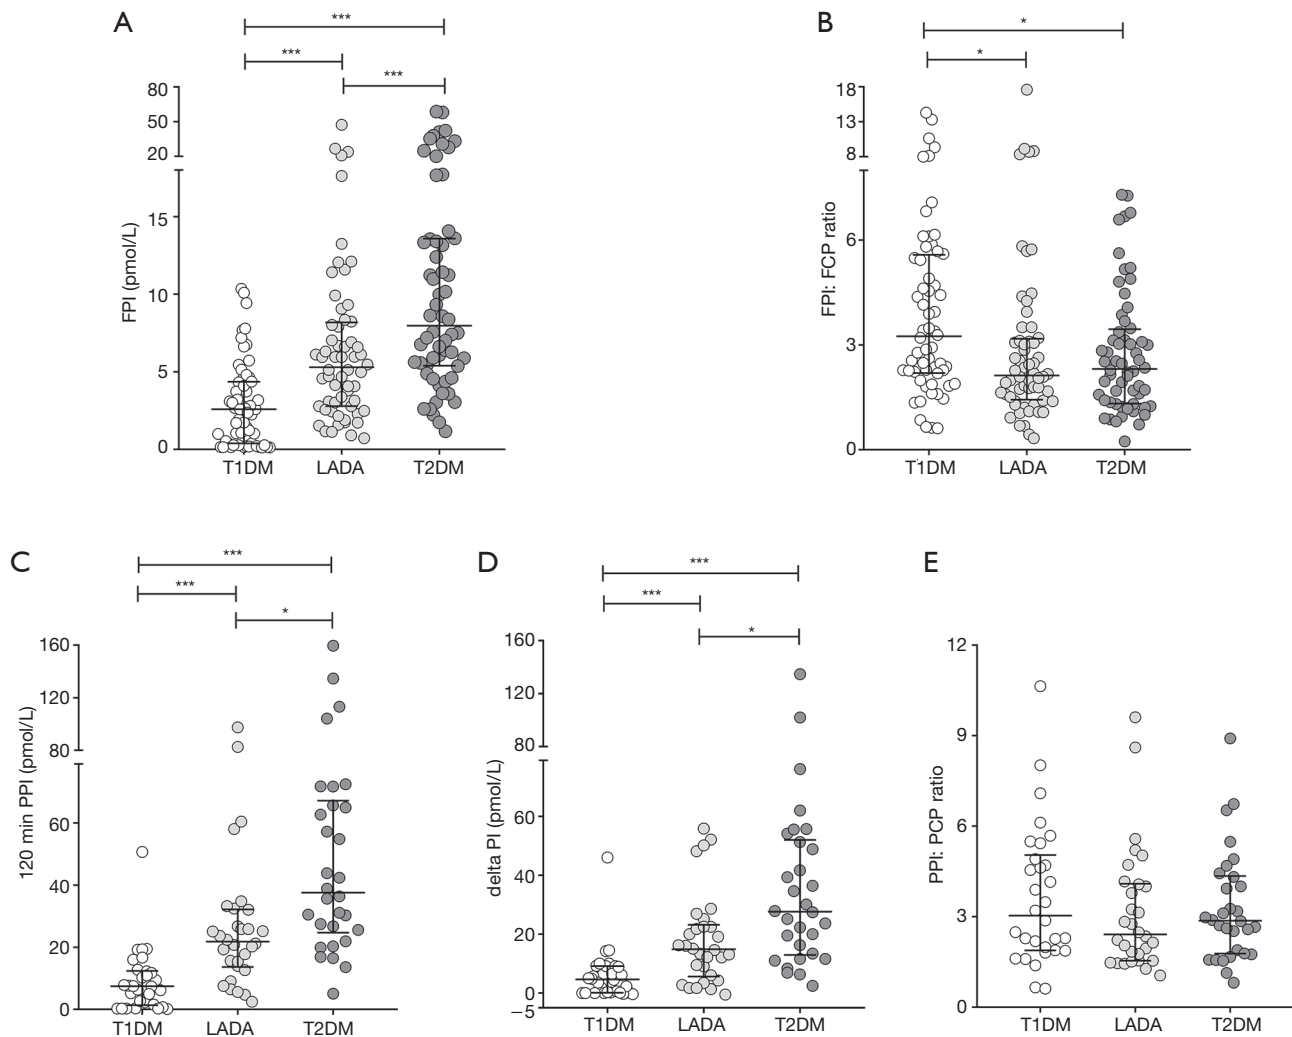 A
***
***
***
FPI (pmol/L)
80
50
20
15
10
5
0
T1DM LADA T2DM
B
*
*
FPI: FCP ratio
18
13
8
6
3
0
T1DM LADA T2DM
C
***
***
*
120 min PPI (pmol/L)
160
120
80
60
40
20
0
T1DM LADA T2DM
D
***
***
*
delta PI (pmol/L)
160
120
80
60
40
20
0
−5
T1DM LADA T2DM
E
PPI: PCP ratio
12
9
6
3
0
T1DM LADA T2DM